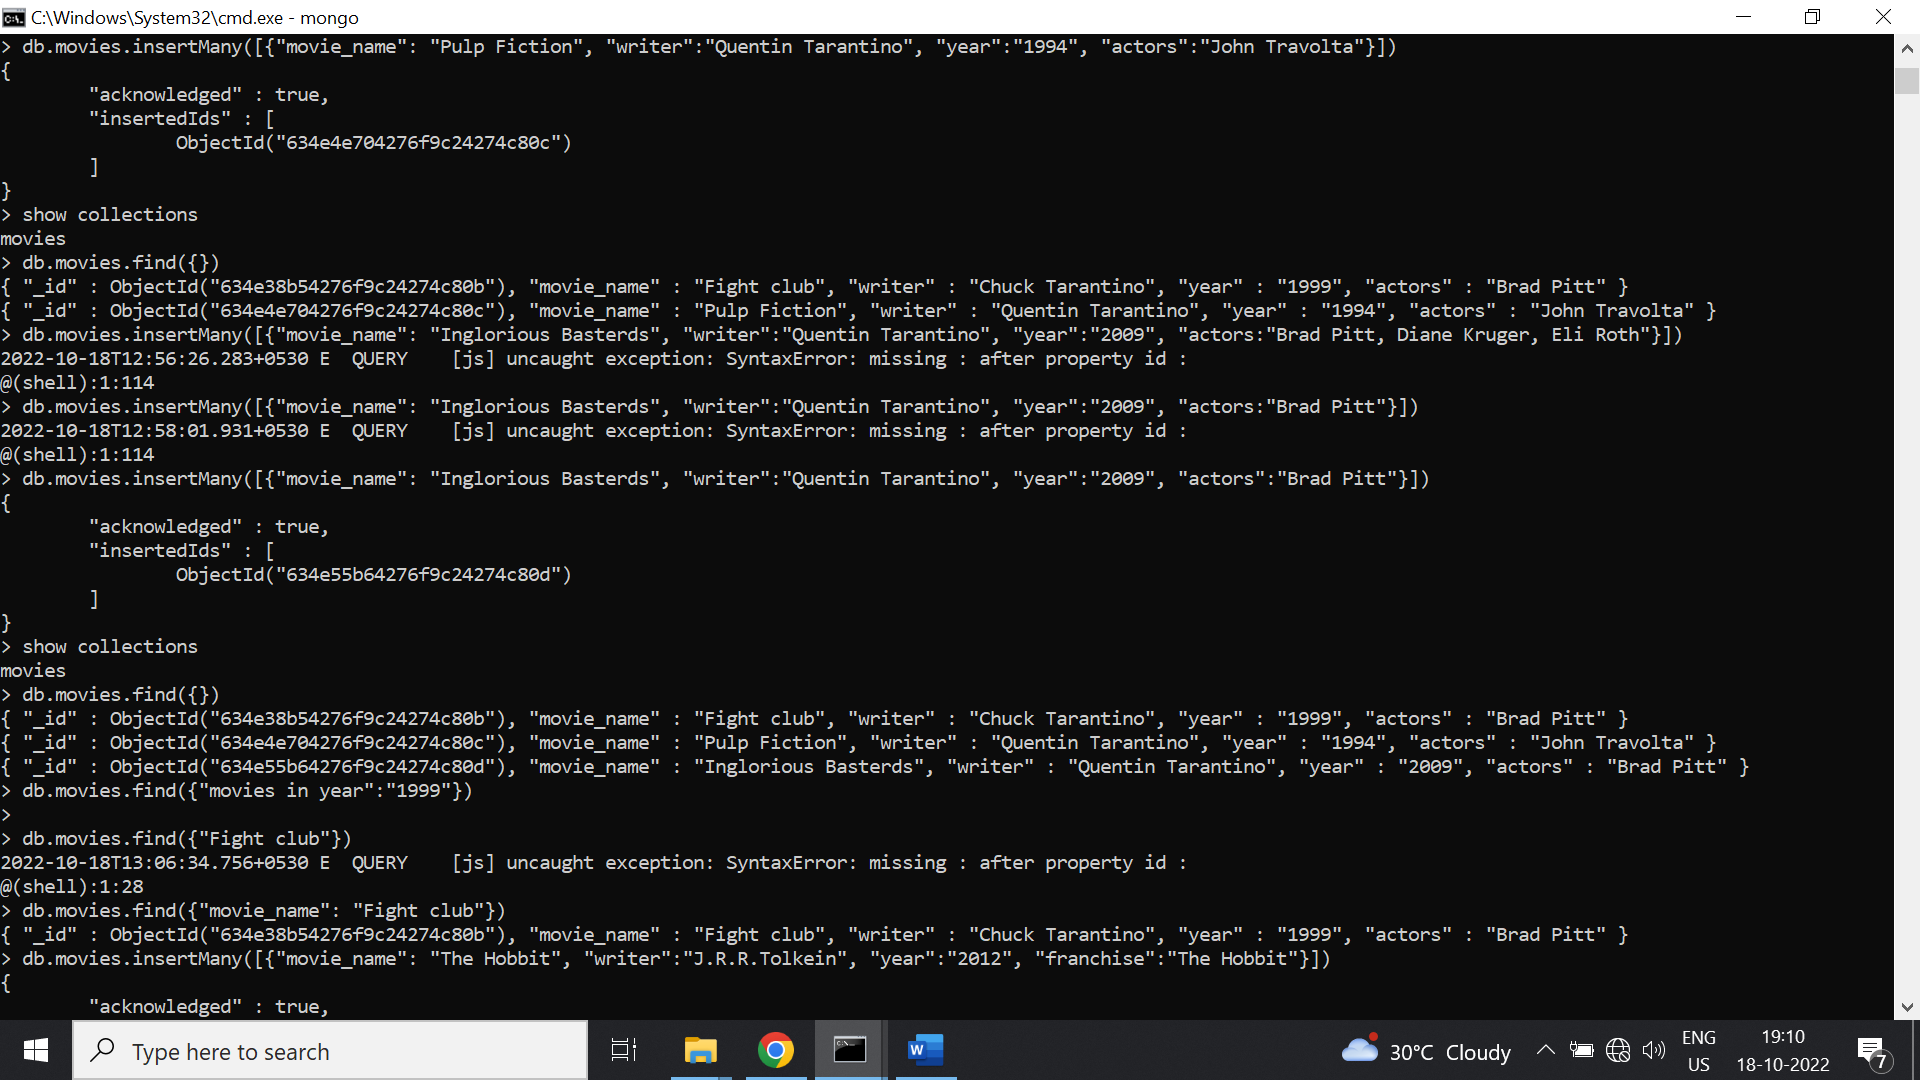 C:\Windows\System32\cmd.exe - mongo
> db.movies.insertMany([{"movie_name": "Pulp Fiction", "writer":"Quentin Tarantino", "year":"1994", "actors":"John Travolta"}])
{
        "acknowledged" : true,
        "insertedIds" : [
                ObjectId("634e4e704276f9c24274c80c")
        ]
}
> show collections
movies
> db.movies.find({})
{ "_id" : ObjectId("634e38b54276f9c24274c80b"), "movie_name" : "Fight club", "writer" : "Chuck Tarantino", "year" : "1999", "actors" : "Brad Pitt" }
{ "_id" : ObjectId("634e4e704276f9c24274c80c"), "movie_name" : "Pulp Fiction", "writer" : "Quentin Tarantino", "year" : "1994", "actors" : "John Travolta" }
> db.movies.insertMany([{"movie_name": "Inglorious Basterds", "writer":"Quentin Tarantino", "year":"2009", "actors:"Brad Pitt, Diane Kruger, Eli Roth"}])
2022-10-18T12:56:26.283+0530 E  QUERY    [js] uncaught exception: SyntaxError: missing : after property id :
@(shell):1:114
> db.movies.insertMany([{"movie_name": "Inglorious Basterds", "writer":"Quentin Tarantino", "year":"2009", "actors:"Brad Pitt"}])
2022-10-18T12:58:01.931+0530 E  QUERY    [js] uncaught exception: SyntaxError: missing : after property id :
@(shell):1:114
> db.movies.insertMany([{"movie_name": "Inglorious Basterds", "writer":"Quentin Tarantino", "year":"2009", "actors":"Brad Pitt"}])
{
        "acknowledged" : true,
        "insertedIds" : [
                ObjectId("634e55b64276f9c24274c80d")
        ]
}
> show collections
movies
> db.movies.find({})
{ "_id" : ObjectId("634e38b54276f9c24274c80b"), "movie_name" : "Fight club", "writer" : "Chuck Tarantino", "year" : "1999", "actors" : "Brad Pitt" }
{ "_id" : ObjectId("634e4e704276f9c24274c80c"), "movie_name" : "Pulp Fiction", "writer" : "Quentin Tarantino", "year" : "1994", "actors" : "John Travolta" }
{ "_id" : ObjectId("634e55b64276f9c24274c80d"), "movie_name" : "Inglorious Basterds", "writer" : "Quentin Tarantino", "year" : "2009", "actors" : "Brad Pitt" }
> db.movies.find({"movies in year":"1999"})
>
> db.movies.find({"Fight club"})
2022-10-18T13:06:34.756+0530 E  QUERY    [js] uncaught exception: SyntaxError: missing : after property id :
@(shell):1:28
> db.movies.find({"movie_name": "Fight club"})
{ "_id" : ObjectId("634e38b54276f9c24274c80b"), "movie_name" : "Fight club", "writer" : "Chuck Tarantino", "year" : "1999", "actors" : "Brad Pitt" }
> db.movies.insertMany([{"movie_name": "The Hobbit", "writer":"J.R.R.Tolkein", "year":"2012", "franchise":"The Hobbit"}])
{
        "acknowledged" : true,
Type here to search
30°C Cloudy
ENG
US
19:10
18-10-2022
7